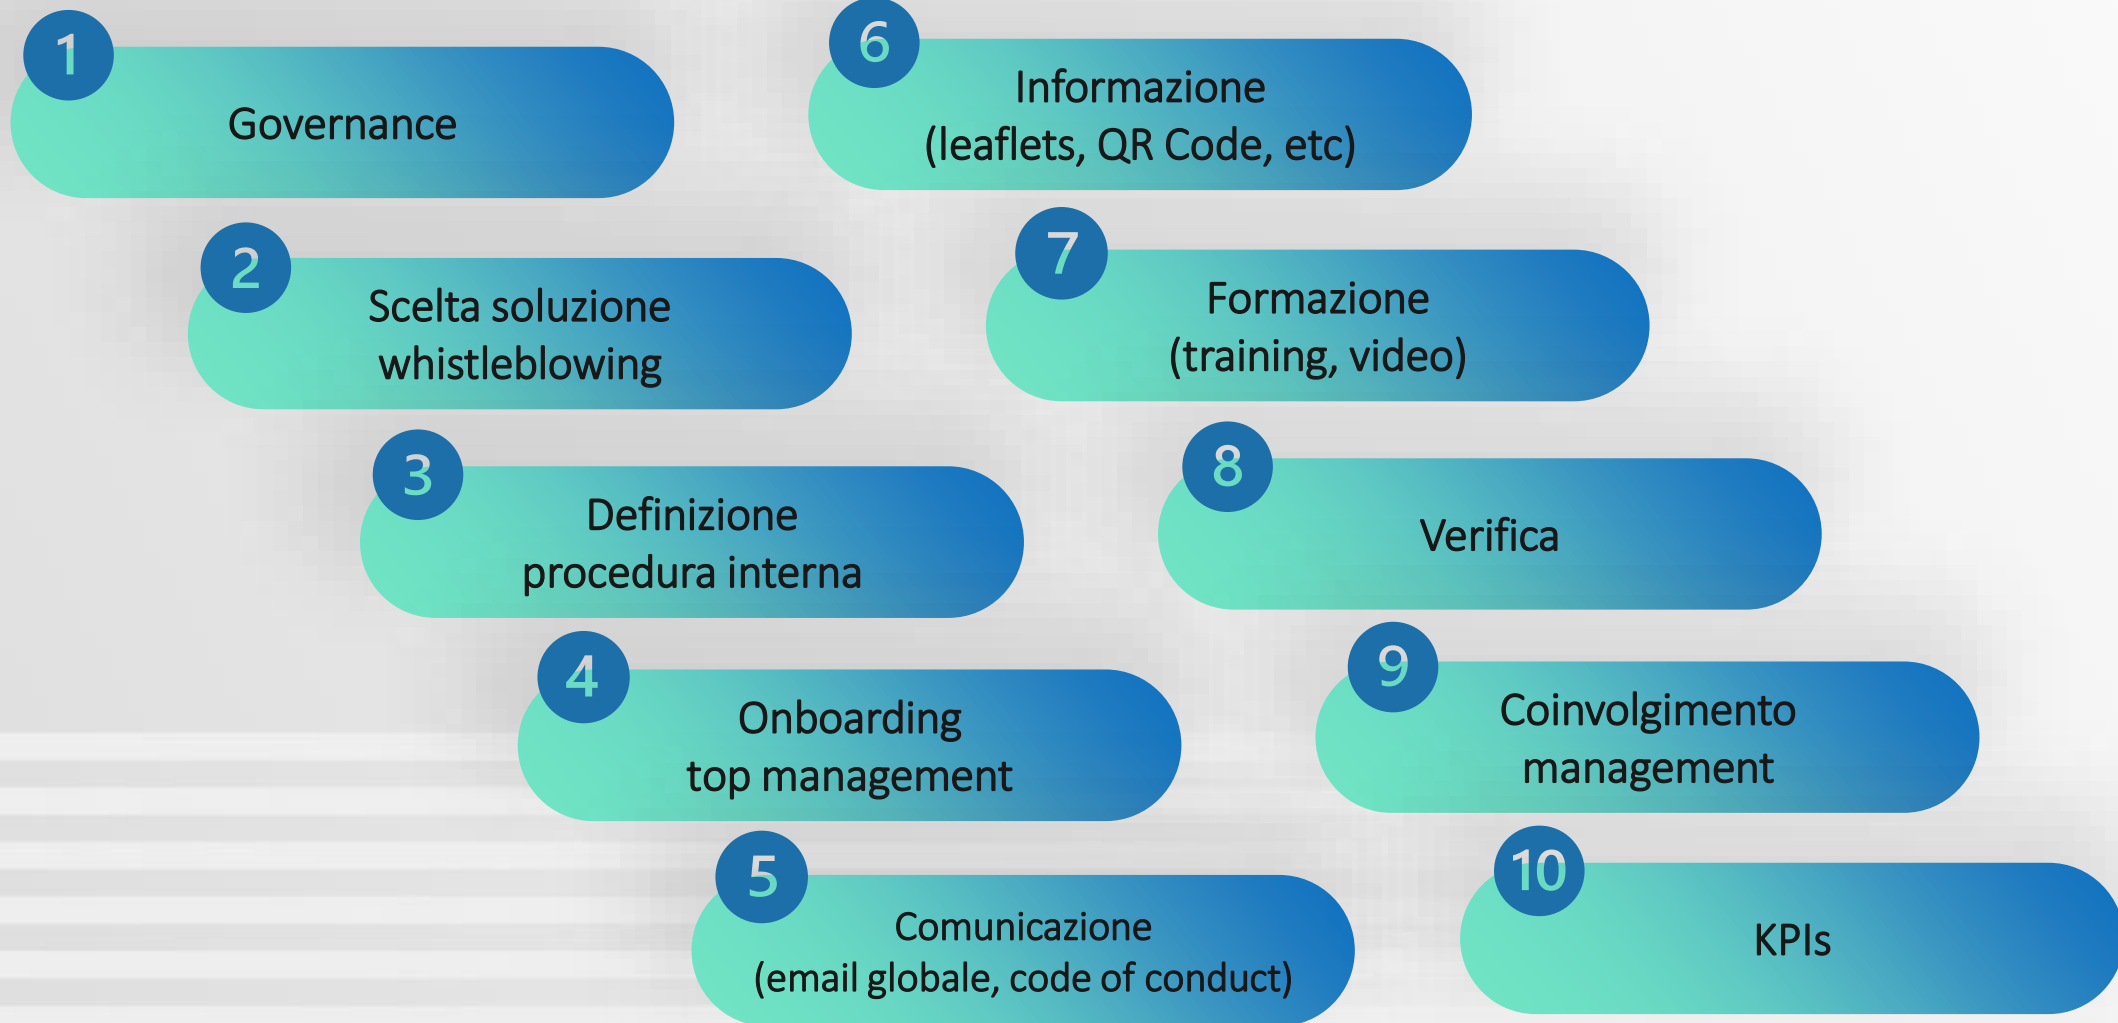 1
Governance
2
Scelta soluzione
whistleblowing
3
Definizione
procedura interna
4
Onboarding
top management
5
Comunicazione
(email globale, code of conduct)
6
Informazione
(leaflets, QR Code, etc)
7
Formazione
(training, video)
8
Verifica
9
Coinvolgimento
management
10
KPIs